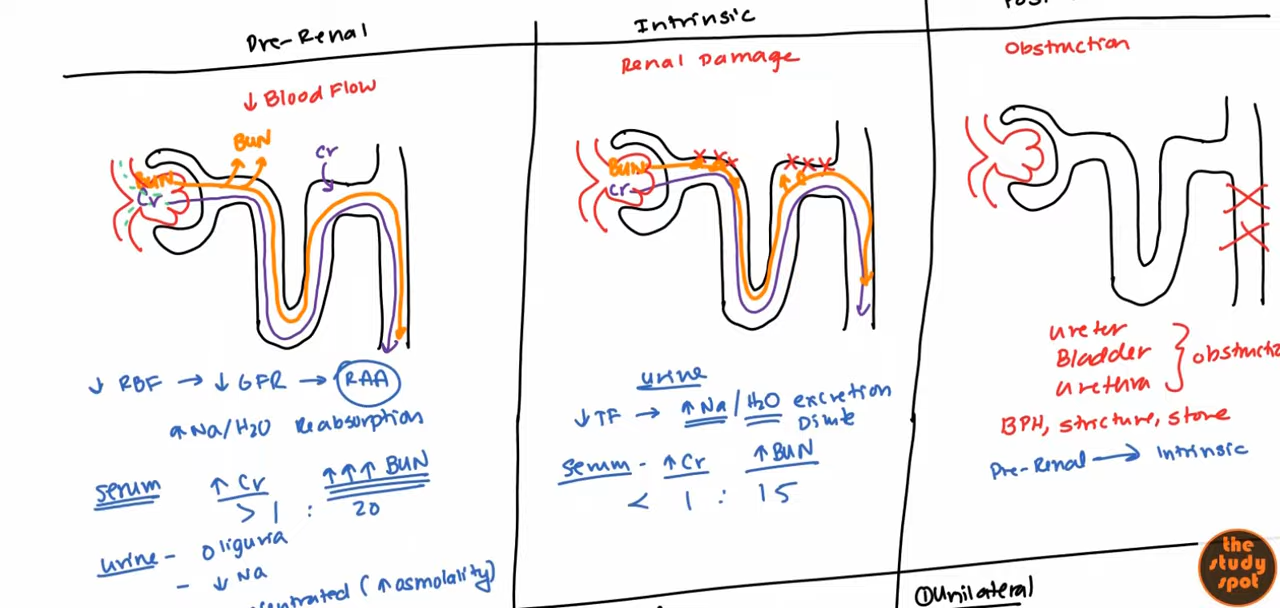 Pre-Renal
↓ Blood Flow
BUN
Cr
BUN
Cr
↓ RBF → ↓ GFR → RAA
↑ Na/H2O Reabsorption
serum ↑ Cr ↑↑↑ BUN
> 1 : 20
urine - Oliguria
- ↓ Na
(↑ osmolality)
Intrinsic
Renal Damage
BUN
Cr
urine
↓ TF → ↑ Na / H2O excretion
Dilute
serum - ↑ Cr ↑ BUN
< 1 : 15
Obstruction
ureter
Bladder
urethra
BPH, stricture, stone
Pre-Renal → Intrinsic
① Unilateral
the
study
spot